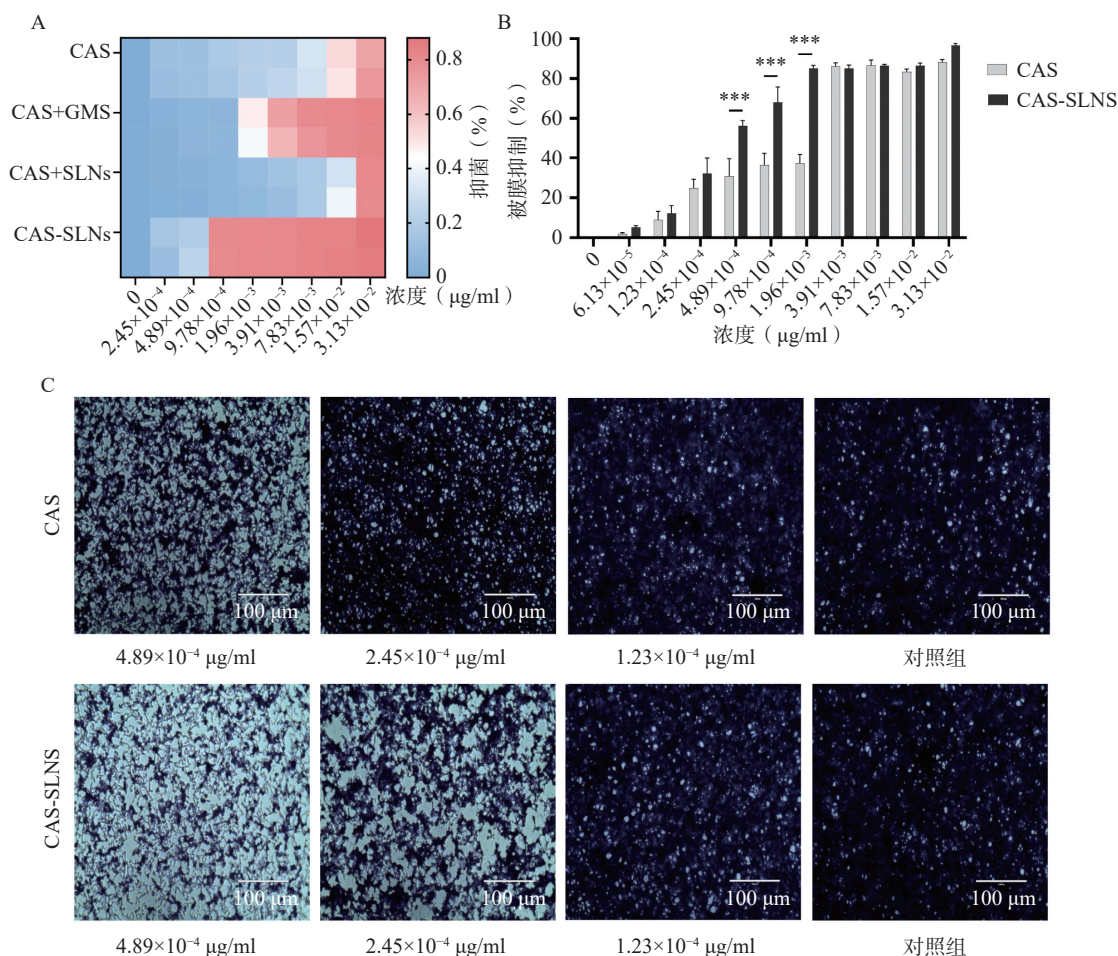 A
CAS
CAS+GMS
CAS+SLNs
CAS-SLNs
0.8
0.6
0.4
0.2
0
抑菌（%）
0
2.45×10⁻⁴
4.89×10⁻⁴
9.78×10⁻⁴
1.96×10⁻³
3.91×10⁻³
7.83×10⁻³
1.57×10⁻²
3.13×10⁻²
浓度（μg/ml）
B
100
80
60
40
20
0
被膜抑制（%）
***
***
***
CAS
CAS-SLNS
0
6.13×10⁻⁵
1.23×10⁻⁴
2.45×10⁻⁴
4.89×10⁻⁴
9.78×10⁻⁴
1.96×10⁻³
3.91×10⁻³
7.83×10⁻³
1.57×10⁻²
3.13×10⁻²
浓度（μg/ml）
C
CAS
100 μm
100 μm
100 μm
100 μm
4.89×10⁻⁴ μg/ml
2.45×10⁻⁴ μg/ml
1.23×10⁻⁴ μg/ml
对照组
CAS-SLNS
100 μm
100 μm
100 μm
100 μm
4.89×10⁻⁴ μg/ml
2.45×10⁻⁴ μg/ml
1.23×10⁻⁴ μg/ml
对照组